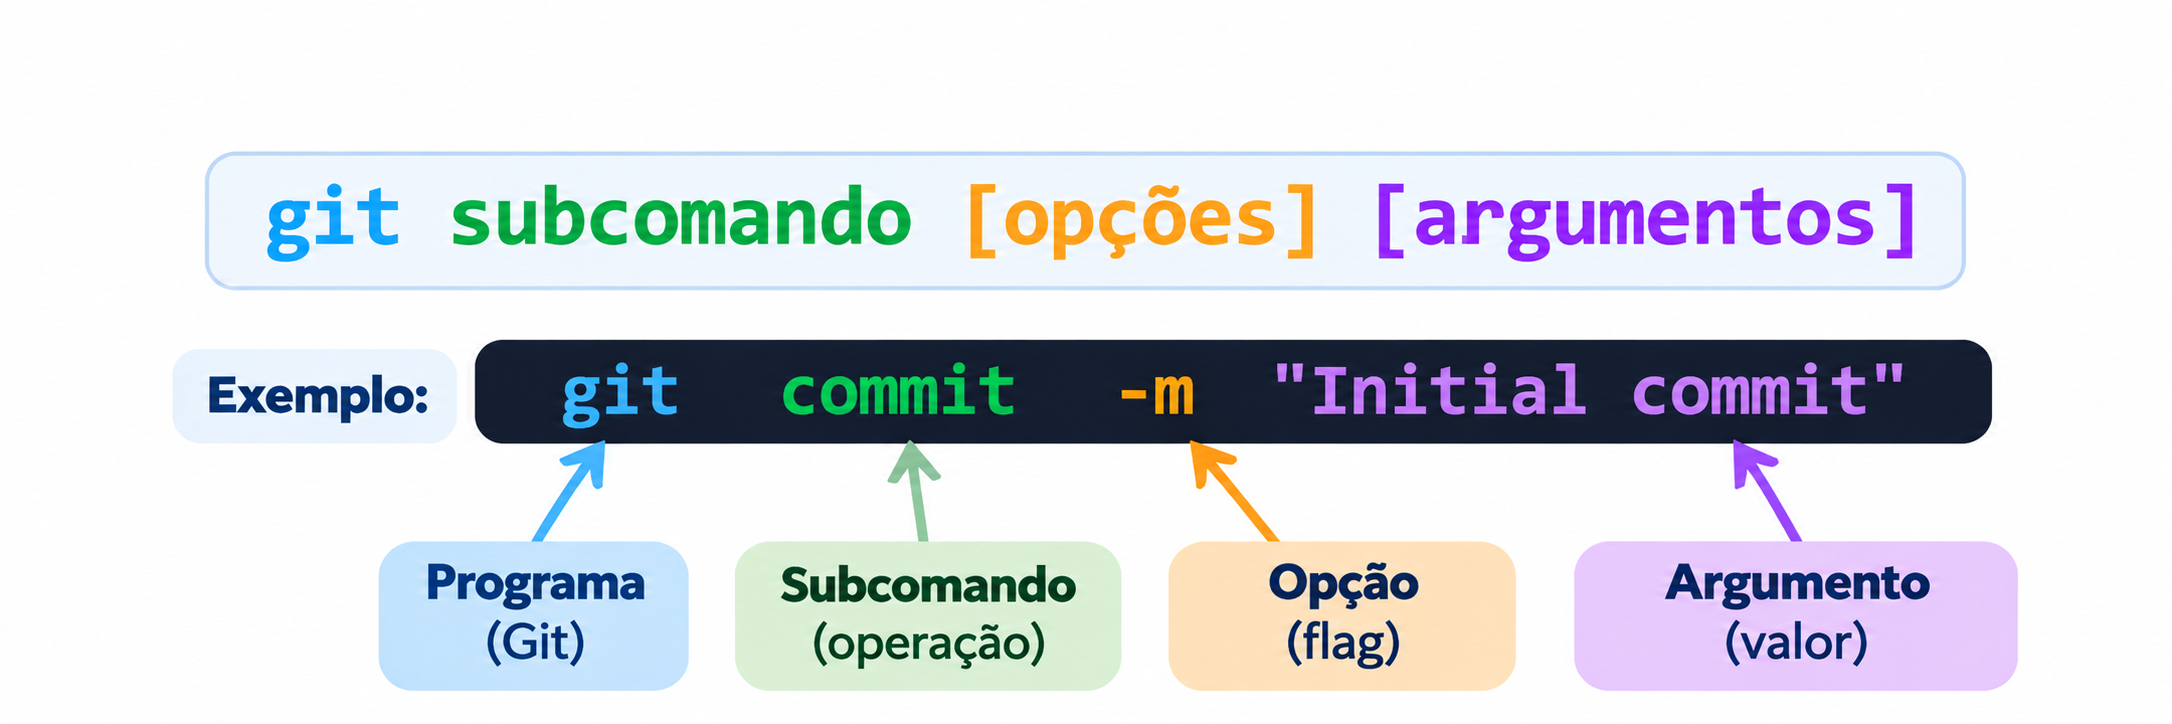 git subcomando [opções] [argumentos]
Exemplo: git commit -m "Initial commit"
Programa Subcomando Opção Argumento
(Git) (operação) (flag) (valor)